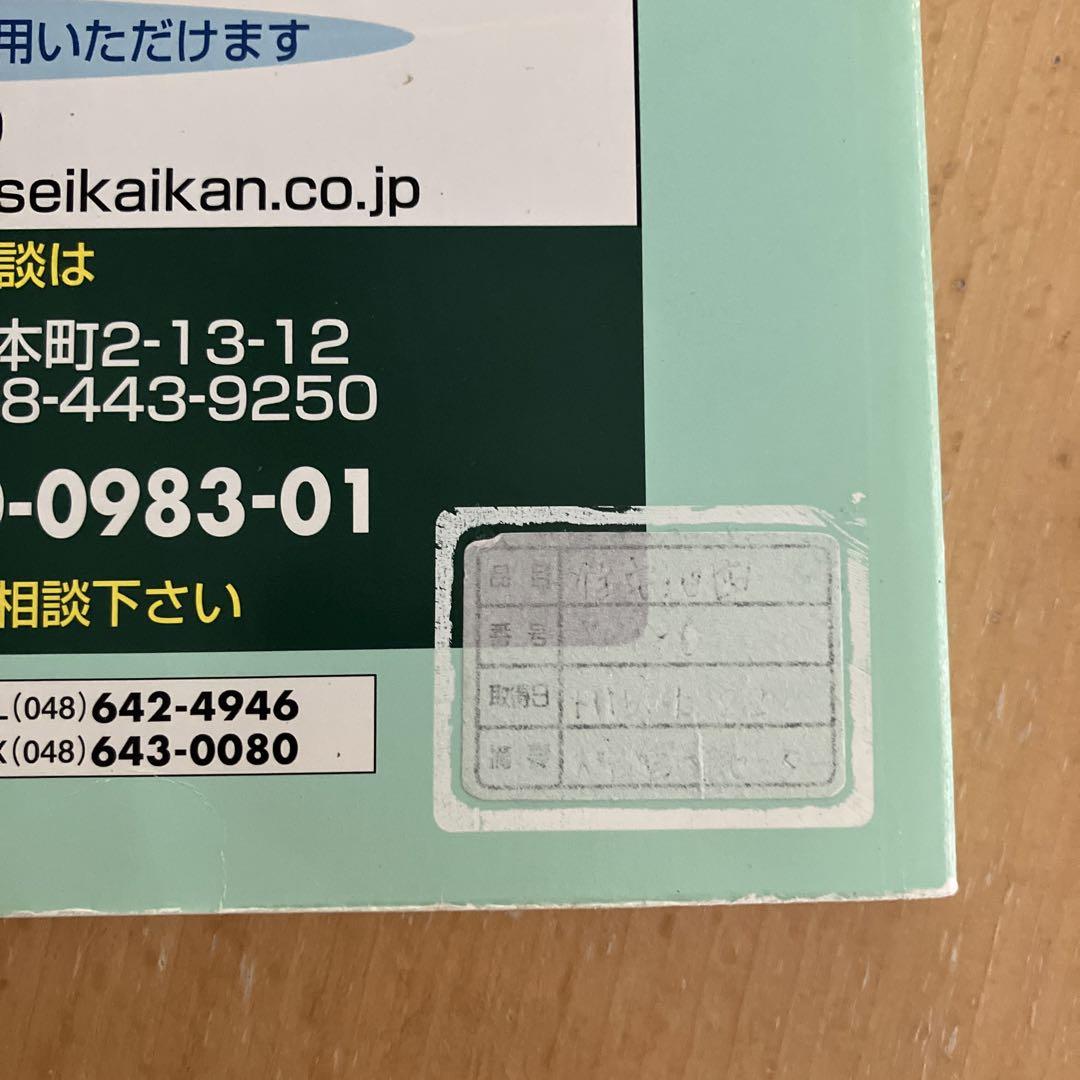 用いただけます
seikaikan.co.jp
談は
本町2-13-12
8-443-9250
-0983-01
相談下さい
L(048)642-4946
X(048)643-0080
品名
番号
取得日